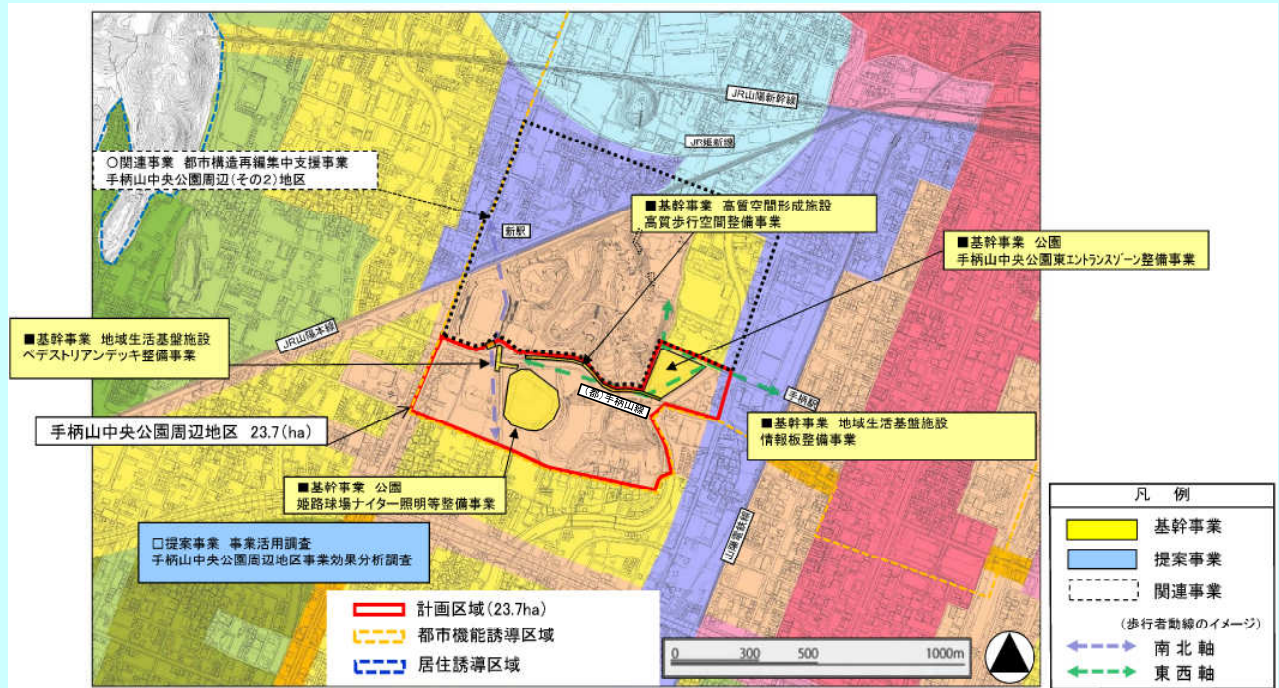 JR山陽新幹線
JR姫新線
○関連事業 都市構造再編集中支援事業
手柄山中央公園周辺(その2)地区
■基幹事業 高質空間形成施設
高質歩行空間整備事業
新駅
■基幹事業 公園
手柄山中央公園東エントランスゾーン整備事業
■基幹事業 地域生活基盤施設
ペデストリアンデッキ整備事業
JR山陽本線
手柄駅
(都)手柄山線
手柄山中央公園周辺地区 23.7(ha)
■基幹事業 地域生活基盤施設
情報板整備事業
■基幹事業 公園
姫路球場ナイター照明等整備事業
山陽電鉄線
□提案事業 事業活用調査
手柄山中央公園周辺地区事業効果分析調査
計画区域(23.7ha)
都市機能誘導区域
居住誘導区域
0 300 500 1000m
凡 例
基幹事業
提案事業
関連事業
(歩行者動線のイメージ)
南北軸
東西軸